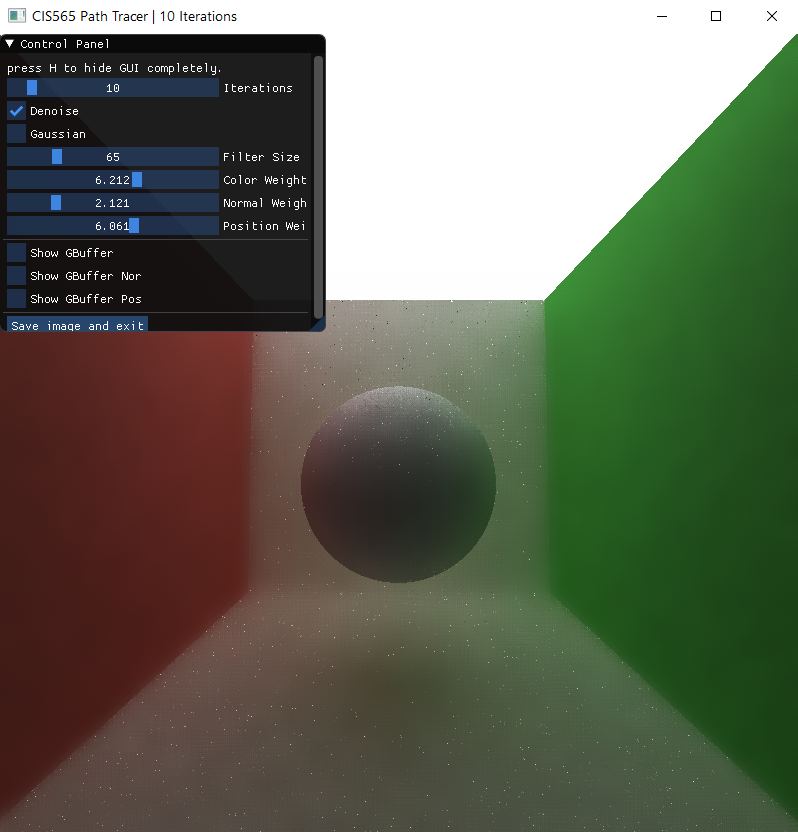 CIS565 Path Tracer | 10 Iterations
Control Panel
press H to hide GUI completely.
10 Iterations
Denoise
Gaussian
65 Filter Size
6.212 Color Weight
2.121 Normal Weigh
6.061 Position Wei
Show GBuffer
Show GBuffer Nor
Show GBuffer Pos
Save image and exit